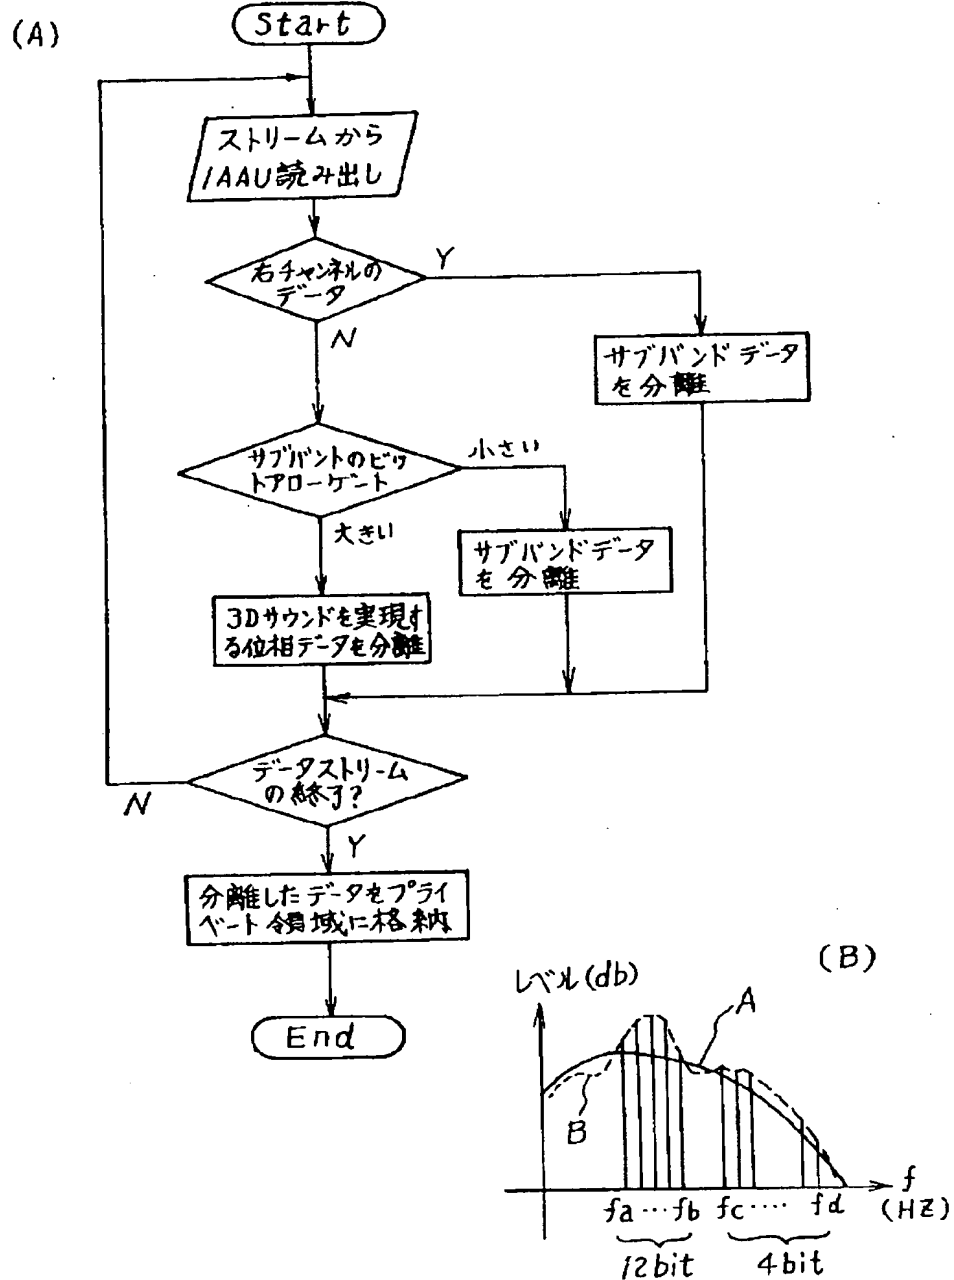 (A)
Start
ストリームから
1AAU読み出し
右チャンネルの
データ
Y
N
サブバンドデータ
を分離
サブバントのビッ
トアローゲート
小さい
大きい
サブバンドデータ
を分離
3Dサウンドを実現す
る位相データを分離
データストリーム
の終了?
N
Y
分離したデータをプライ
ベート領域に格納
End
(B)
レベル(db)
A
B
f
(HZ)
fa...fb fc.... fd
12bit 4bit